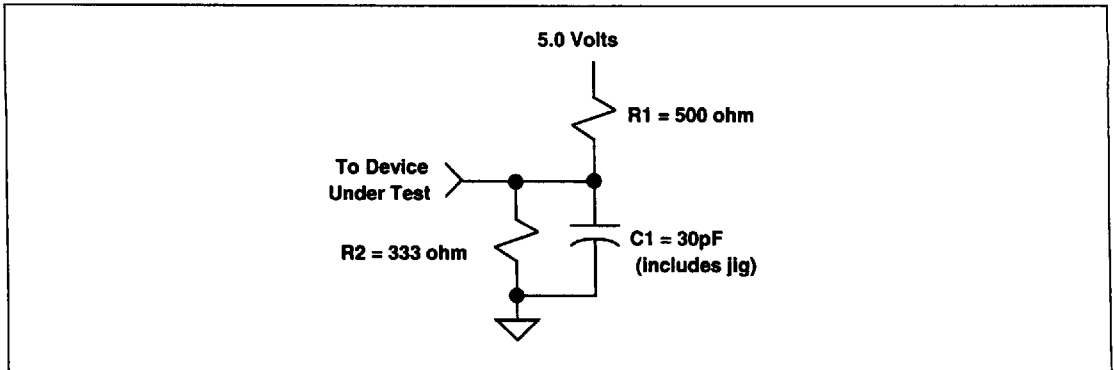 5.0 Volts
R1 = 500 ohm
To Device
Under Test
R2 = 333 ohm
C1 = 30pF
(includes jig)